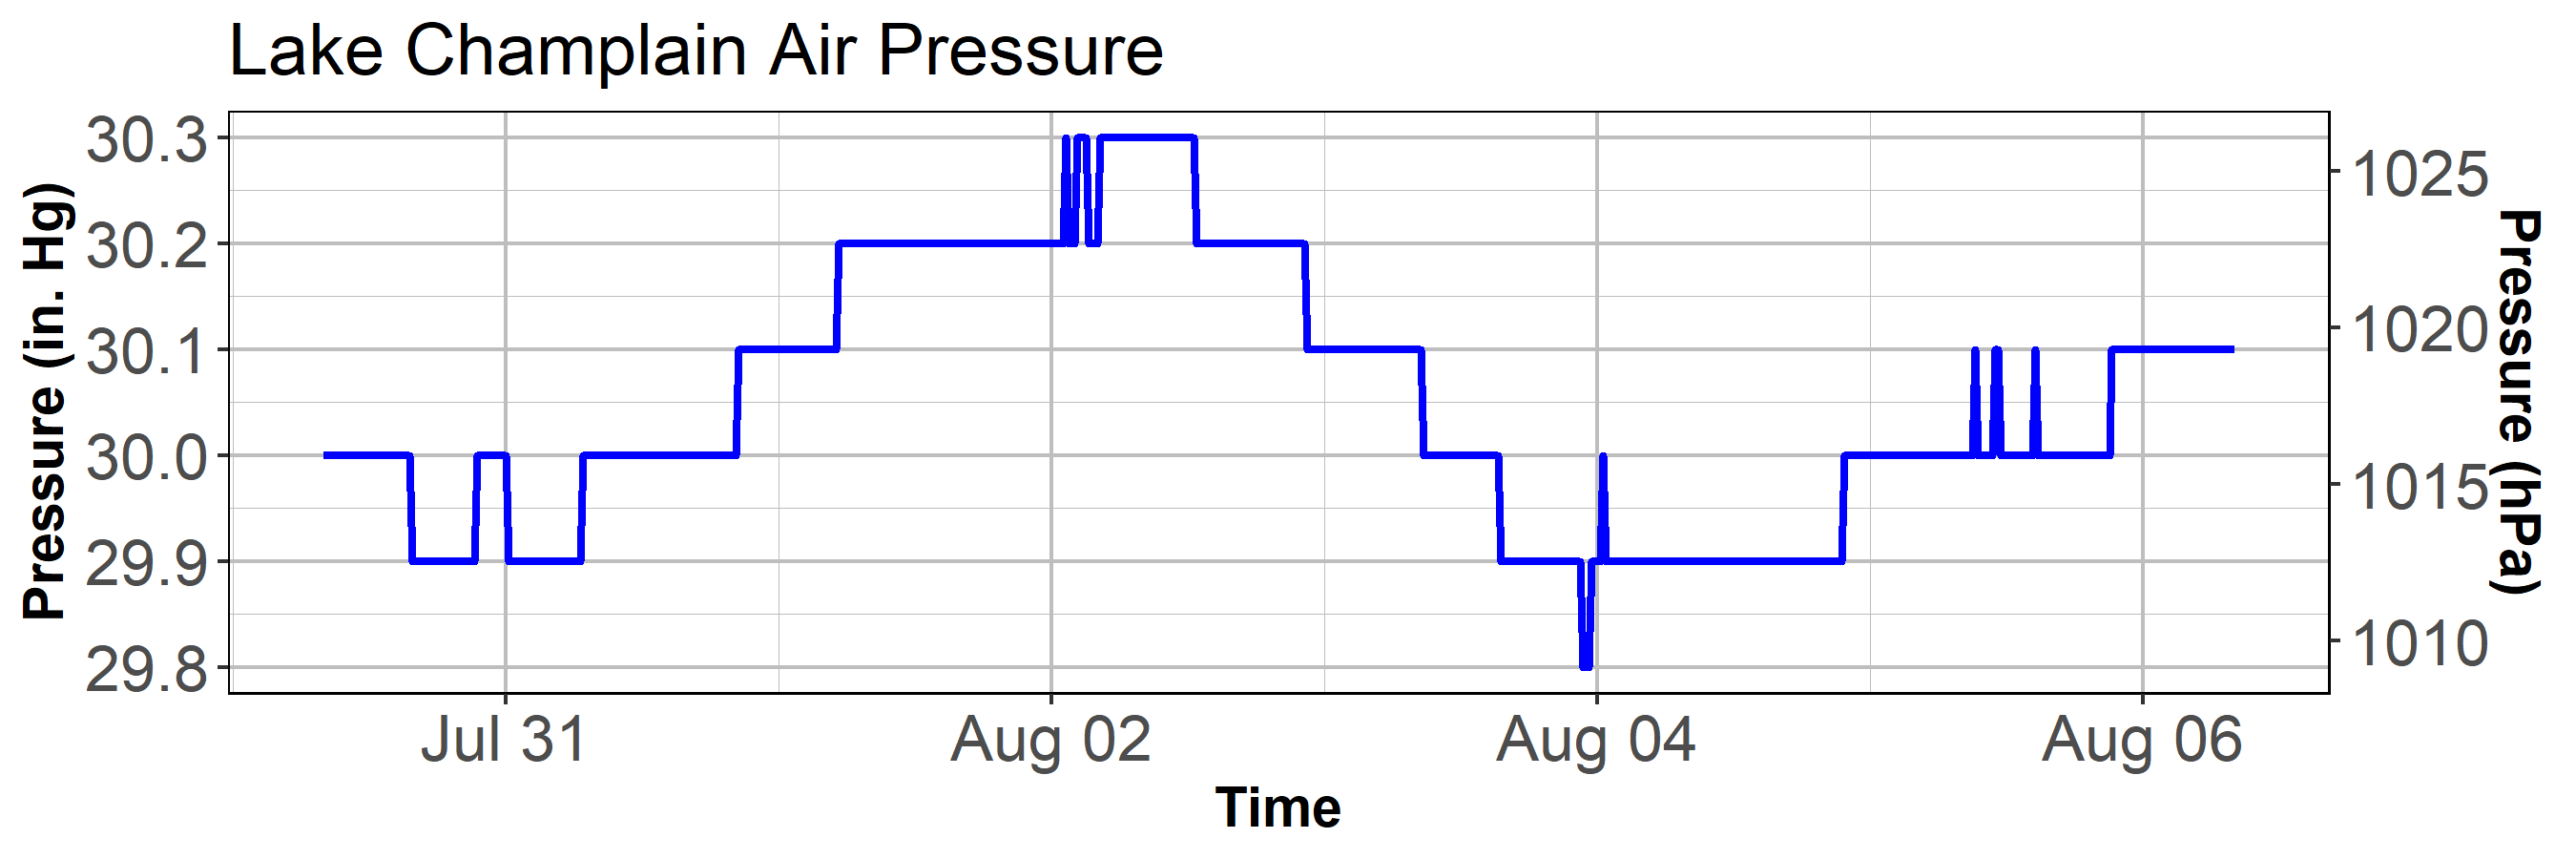 Lake Champlain Air Pressure
Pressure (in. Hg)
30.3
30.2
30.1
30.0
29.9
29.8
1025
1020
1015
1010
Pressure (hPa)
Jul 31 Aug 02 Aug 04 Aug 06
Time